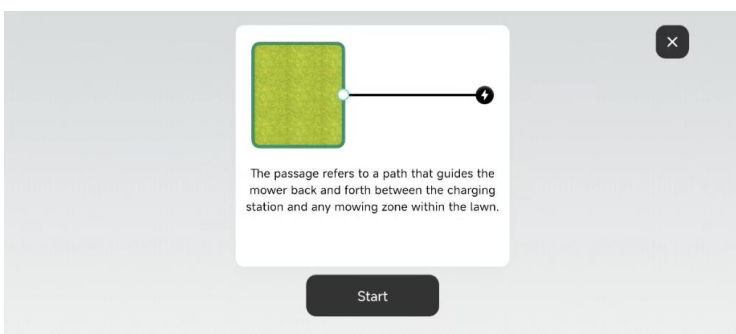 The passage refers to a path that guides the
mower back and forth between the charging
station and any mowing zone within the lawn.
Start